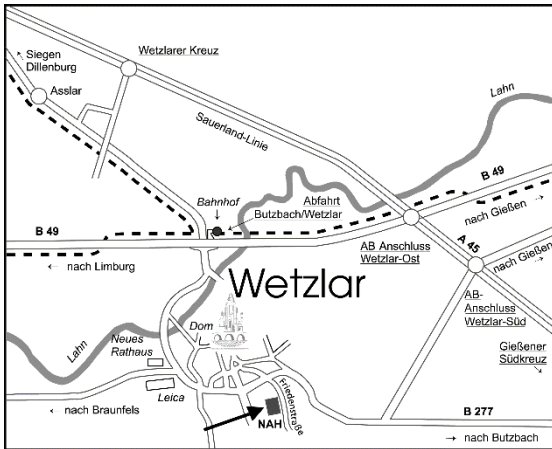 Siegen
Dillenburg
Wetzlarer Kreuz
Asslar
Sauerland-Linie
Lahn
Bahnhof
Abfahrt
Butzbach/Wetzlar
B 49
nach Gießen
B 49
nach Limburg
AB Anschluss
Wetzlar-Ost
A 45
nach Gießen
Wetzlar
AB-
Anschluss
Wetzlar-Süd
Dom
Neues
Rathaus
Lahn
Gießener
Südkreuz
Leica
Friedenstraße
nach Braunfels
NAH
B 277
nach Butzbach